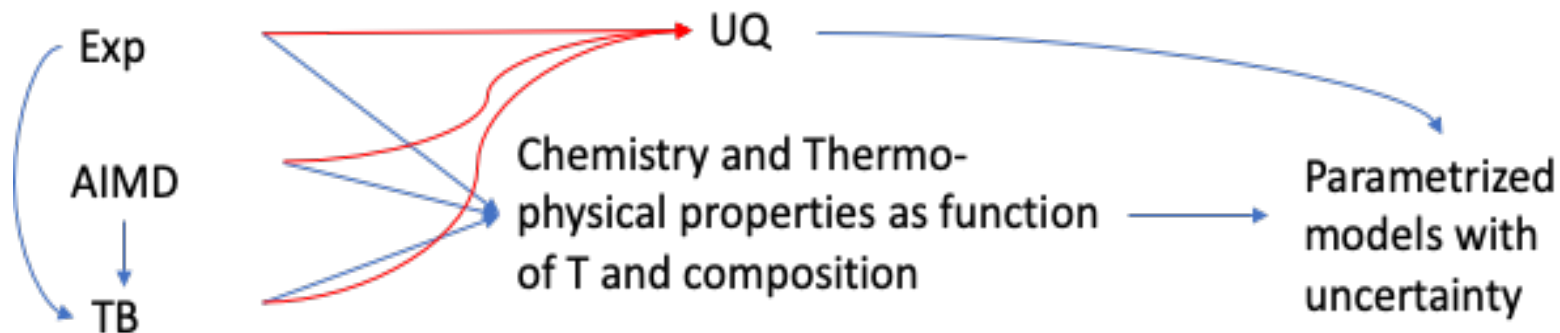 Exp
UQ
AIMD
TB
Chemistry and Thermo-
physical properties as function
of T and composition
Parametrized
models with
uncertainty